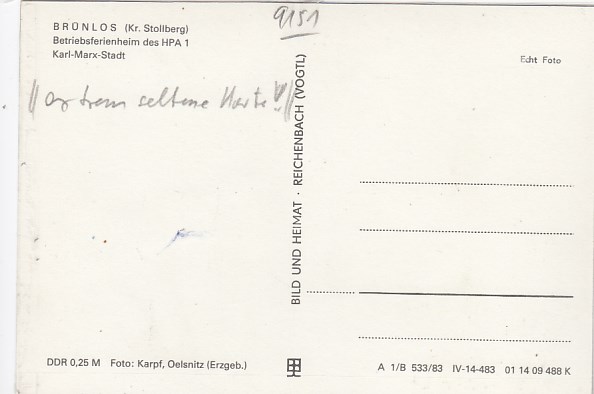 9151
BRÜNLOS (Kr. Stollberg)
Betriebsferienheim des HPA 1
Karl-Marx-Stadt
Echt Foto
// extrem seltene Karte !! //
BILD UND HEIMAT · REICHENBACH (VOGTL)
DDR 0,25 M Foto: Karpf, Oelsnitz (Erzgeb.)
A 1/B 533/83 IV-14-483 01 14 09 488 K